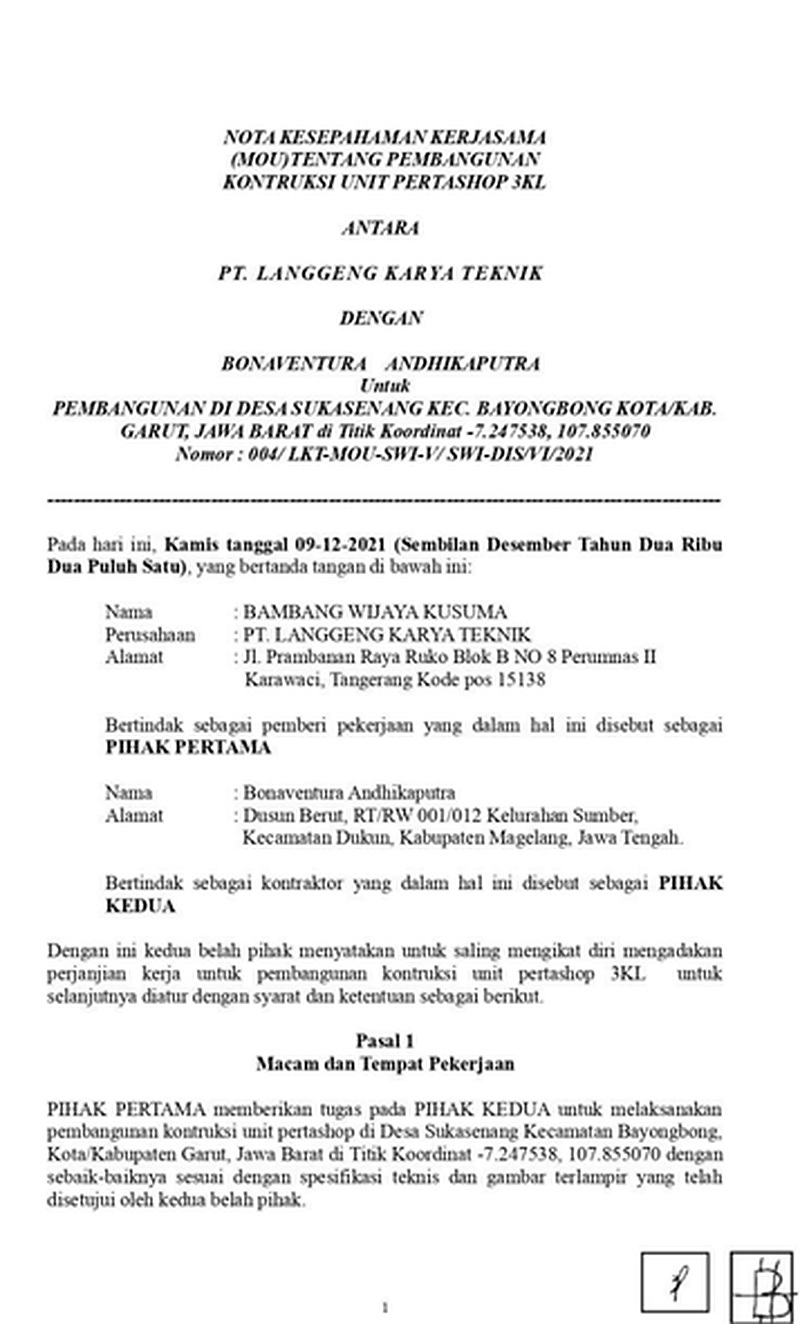 NOTA KESEPAHAMAN KERJASAMA
(MOU)TENTANG PEMBANGUNAN
KONTRUKSI UNIT PERTASHOP 3KL
ANTARA
PT. LANGGENG KARYA TEKNIK
DENGAN
BONAVENTURA ANDHIKAPUTRA
Untuk
PEMBANGUNAN DI DESA SUKASENANG KEC. BAYONGBONG KOTA/KAB.
GARUT, JAWA BARAT di Titik Koordinat -7.247538, 107.855070
Nomor : 004/ LKT-MOU-SWI-V/ SWI-DIS/VI/2021
Pada hari ini, Kamis tanggal 09-12-2021 (Sembilan Desember Tahun Dua Ribu
Dua Puluh Satu), yang bertanda tangan di bawah ini:
Nama : BAMBANG WIJAYA KUSUMA
Perusahaan : PT. LANGGENG KARYA TEKNIK
Alamat : Jl. Prambanan Raya Ruko Blok B NO 8 Perumnas II
Karawaci, Tangerang Kode pos 15138
Bertindak sebagai pemberi pekerjaan yang dalam hal ini disebut sebagai
PIHAK PERTAMA
Nama : Bonaventura Andhikaputra
Alamat : Dusun Berut, RT/RW 001/012 Kelurahan Sumber,
Kecamatan Dukun, Kabupaten Magelang, Jawa Tengah.
Bertindak sebagai kontraktor yang dalam hal ini disebut sebagai PIHAK
KEDUA
Dengan ini kedua belah pihak menyatakan untuk saling mengikat diri mengadakan
perjanjian kerja untuk pembangunan kontruksi unit pertashop 3KL untuk
selanjutnya diatur dengan syarat dan ketentuan sebagai berikut.
Pasal 1
Macam dan Tempat Pekerjaan
PIHAK PERTAMA memberikan tugas pada PIHAK KEDUA untuk melaksanakan
pembangunan kontruksi unit pertashop di Desa Sukasenang Kecamatan Bayongbong,
Kota/Kabupaten Garut, Jawa Barat di Titik Koordinat -7.247538, 107.855070 dengan
sebaik-baiknya sesuai dengan spesifikasi teknis dan gambar terlampir yang telah
disetujui oleh kedua belah pihak.
1